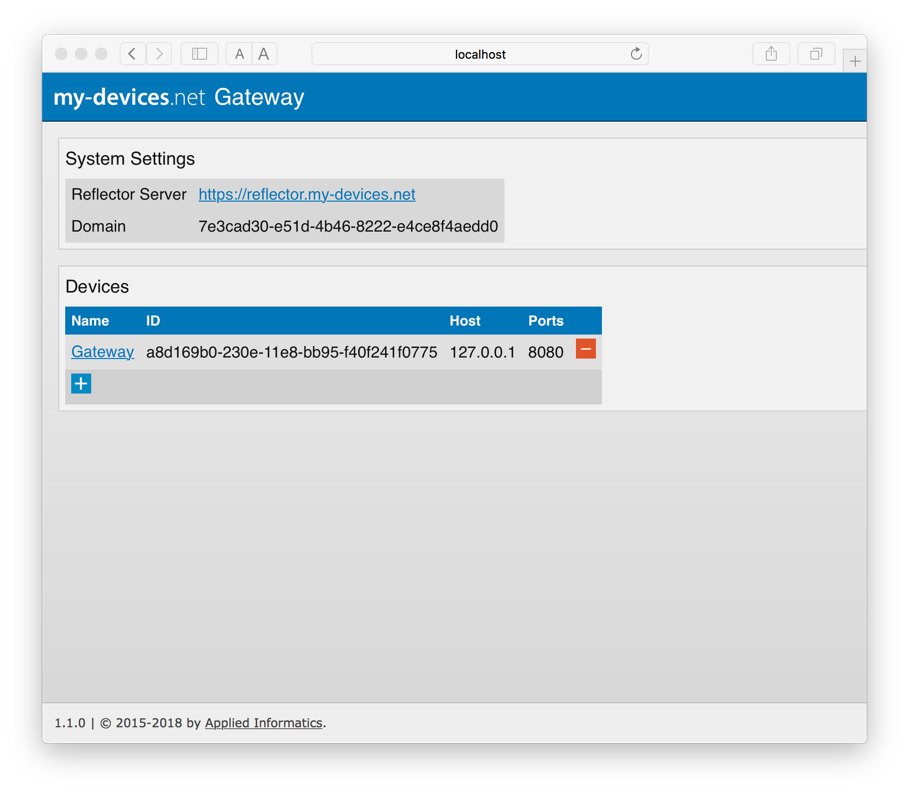 A A localhost
my-devices.net Gateway
System Settings
Reflector Server https://reflector.my-devices.net
Domain 7e3cad30-e51d-4b46-8222-e4ce8f4aedd0
Devices
Name ID Host Ports
Gateway a8d169b0-230e-11e8-bb95-f40f241f0775 127.0.0.1 8080
1.1.0 | © 2015-2018 by Applied Informatics.